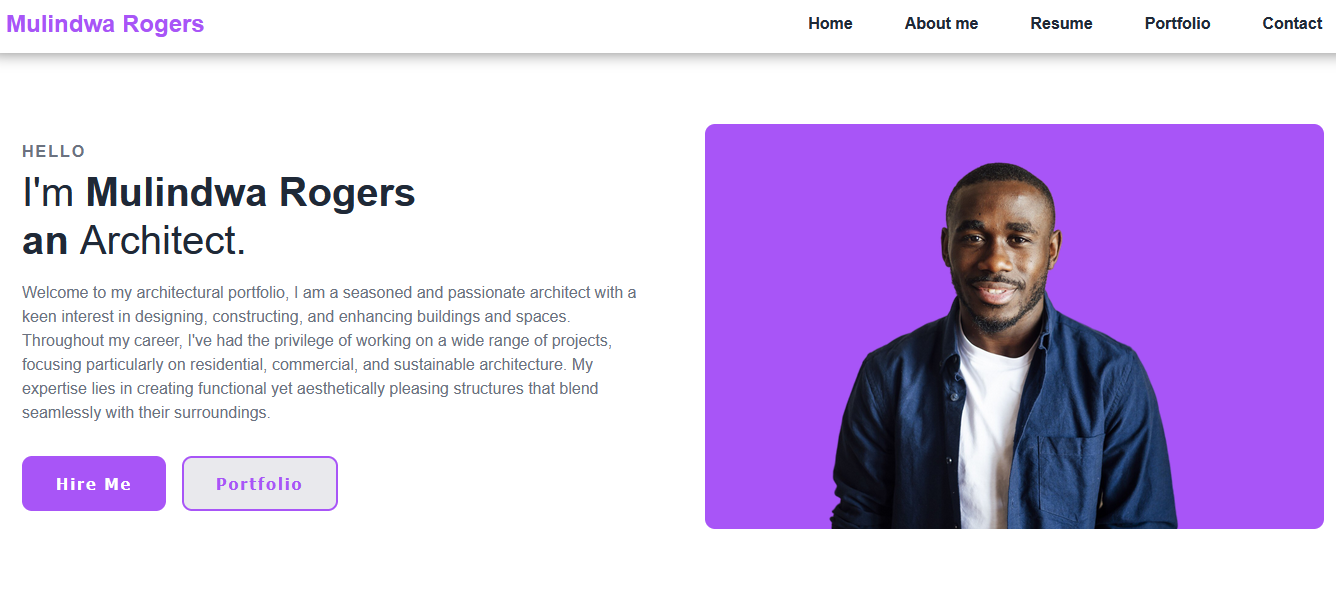 Mulindwa Rogers
Home About me Resume Portfolio Contact
HELLO
I'm Mulindwa Rogers
an Architect.
Welcome to my architectural portfolio, I am a seasoned and passionate architect with a
keen interest in designing, constructing, and enhancing buildings and spaces.
Throughout my career, I've had the privilege of working on a wide range of projects,
focusing particularly on residential, commercial, and sustainable architecture. My
expertise lies in creating functional yet aesthetically pleasing structures that blend
seamlessly with their surroundings.
Hire Me
Portfolio